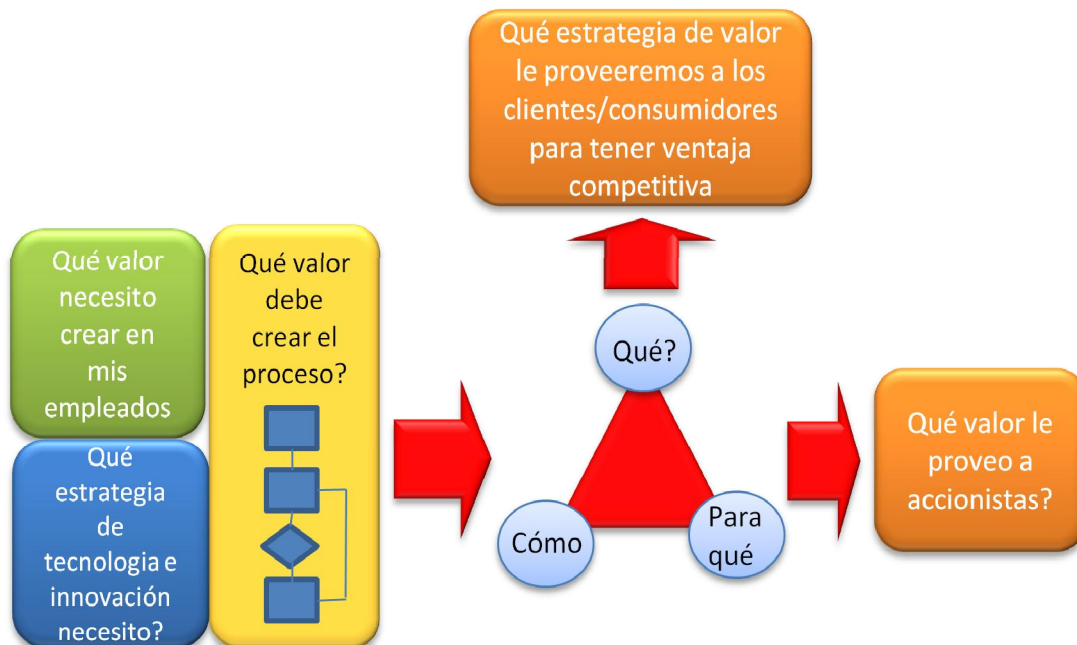 Qué estrategia de valor
le proveeremos a los
clientes/consumidores
para tener ventaja
competitiva
Qué valor
necesito
crear en
mis
empleados
Qué valor
debe
crear el
proceso?
Qué
estrategia
de
tecnologia e
innovación
necesito?
Qué?
Cómo
Para
qué
Qué valor le
proveo a
accionistas?